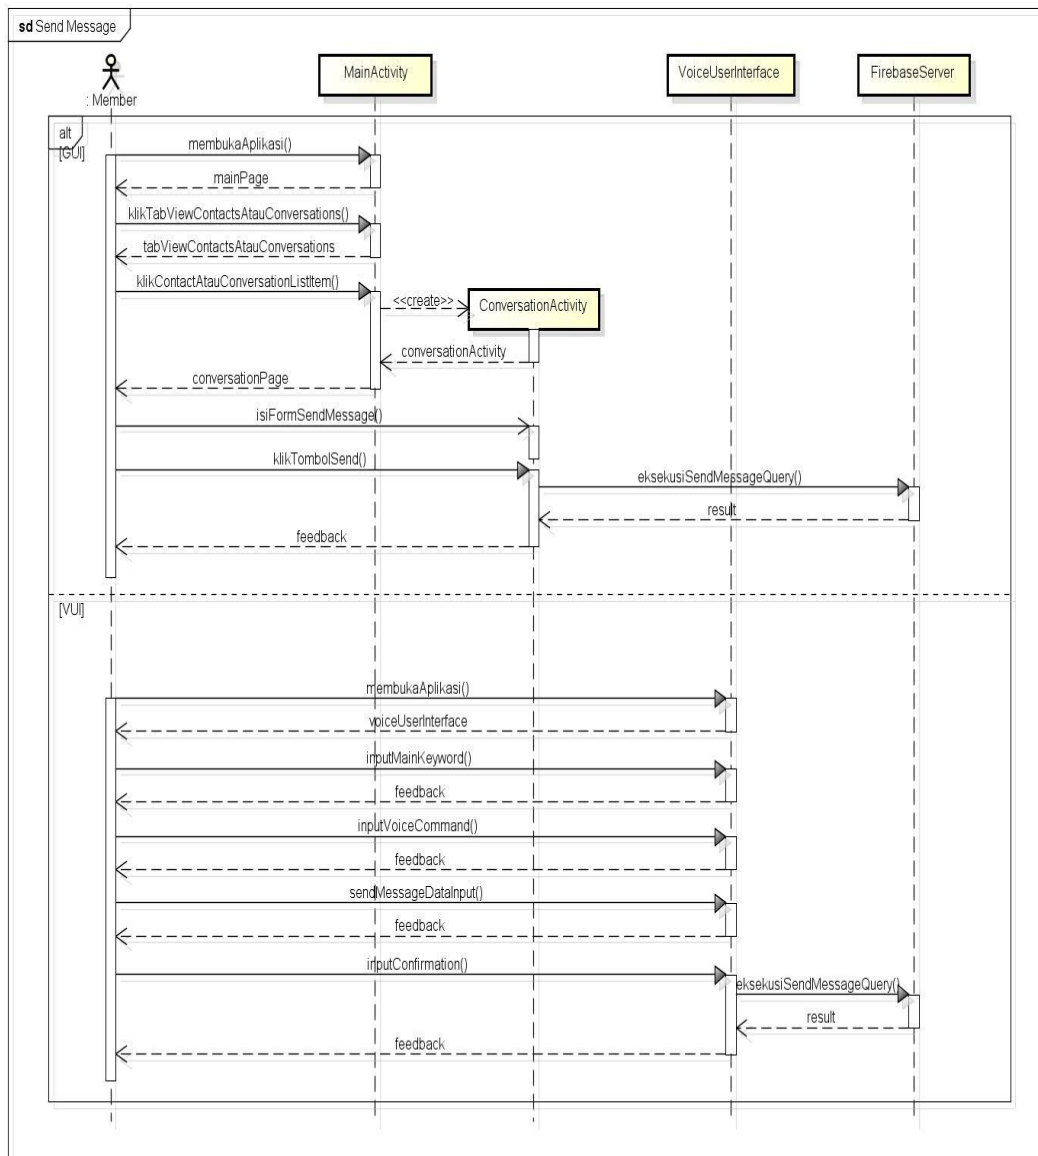 sd Send Message
: Member
MainActivity
VoiceUserInterface
FirebaseServer
alt
[GUI]
membukaAplikasi()
mainPage
klikTabViewContactsAtauConversations()
tabViewContactsAtauConversations
klikContactAtauConversationListItem()
<<create>>
ConversationActivity
conversationActivity
conversationPage
isiFormSendMessage()
klikTombolSend()
eksekusiSendMessageQuery()
result
feedback
[VUI]
membukaAplikasi()
voiceUserInterface
inputMainKeyword()
feedback
inputVoiceCommand()
feedback
sendMessageDataInput()
feedback
inputConfirmation()
eksekusiSendMessageQuery()
result
feedback